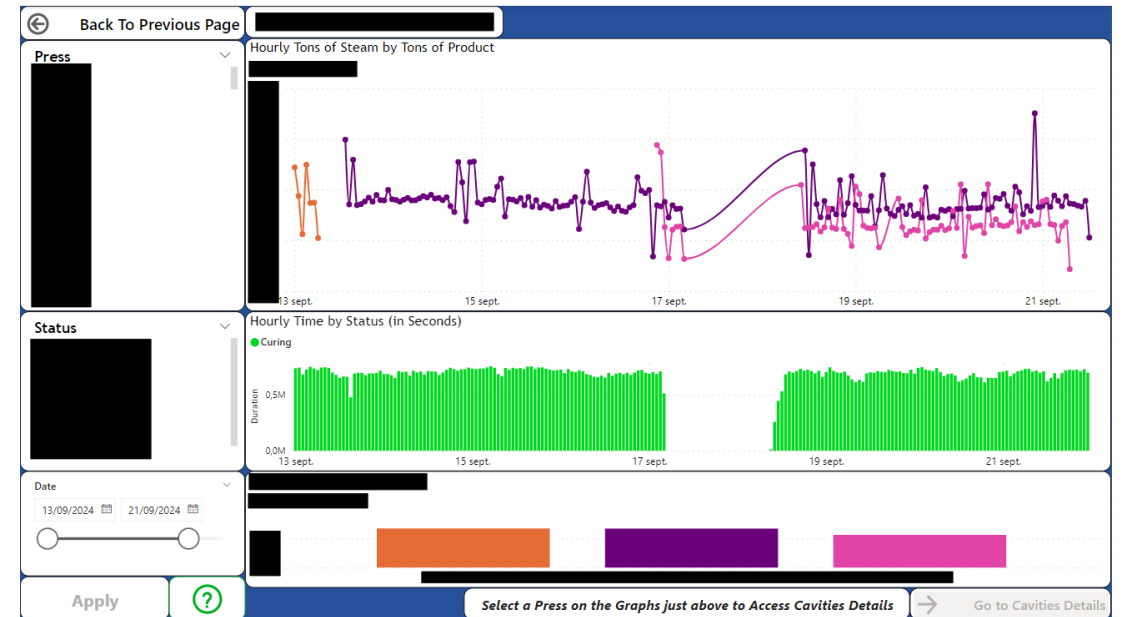 Back To Previous Page
Press
Hourly Tons of Steam by Tons of Product
13 sept.
15 sept.
17 sept.
19 sept.
21 sept.
Status
Hourly Time by Status (in Seconds)
Curing
Duration
0,5M
0,0M
13 sept.
15 sept.
17 sept.
19 sept.
21 sept.
Date
13/09/2024
21/09/2024
Apply
?
Select a Press on the Graphs just above to Access Cavities Details
Go to Cavities Details